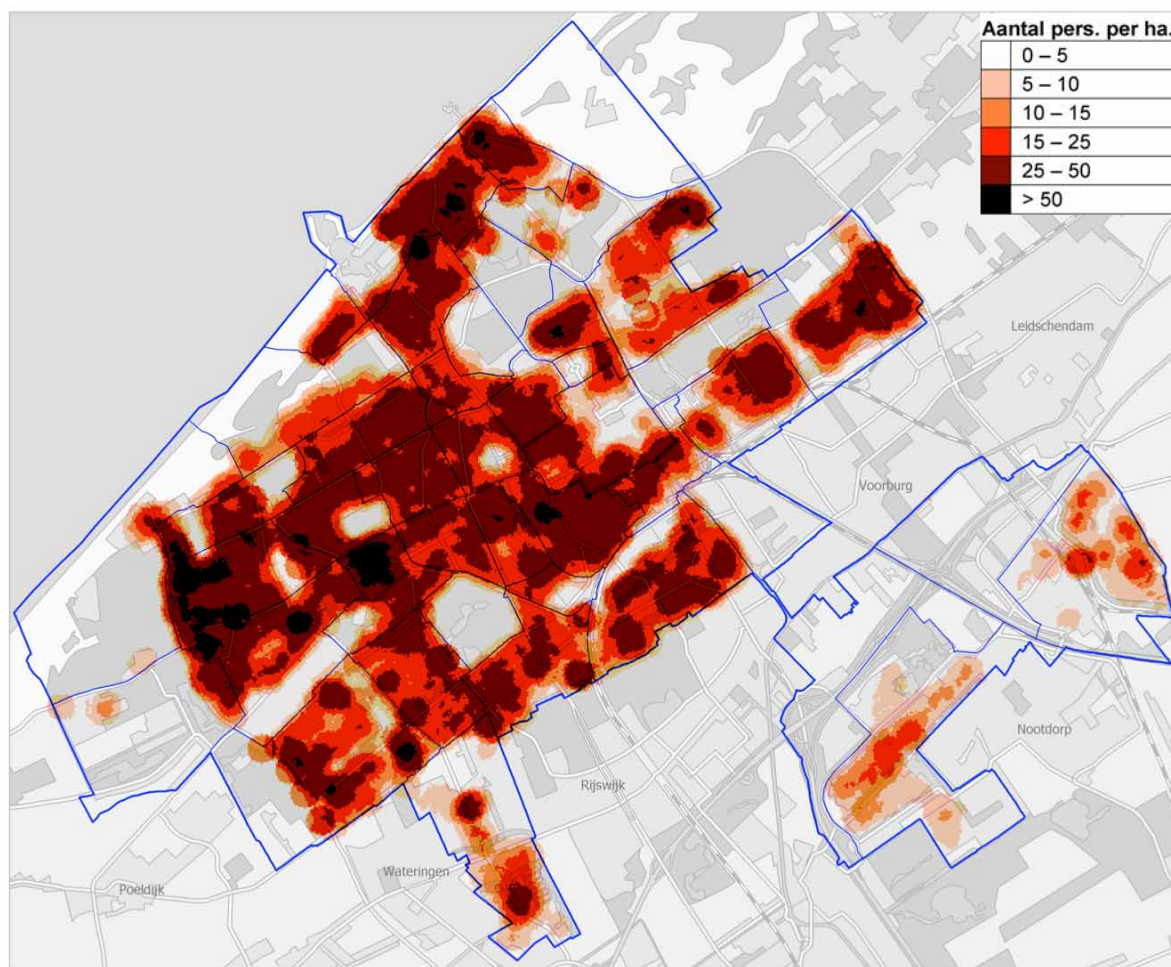 Aantal pers. per ha.
0 – 5
5 – 10
10 – 15
15 – 25
25 – 50
> 50
Leidschendam
Voorburg
Nootdorp
Rijswijk
Wateringen
Poeldijk